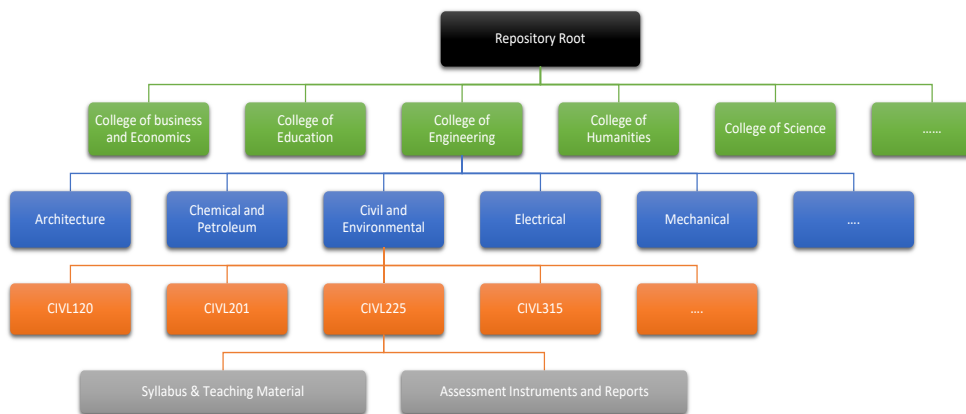 Repository Root
College of business
and Economics
College of
Education
College of
Engineering
College of
Humanities
College of Science
......
Architecture
Chemical and
Petroleum
Civil and
Environmental
Electrical
Mechanical
....
CIVL120
CIVL201
CIVL225
CIVL315
....
Syllabus & Teaching Material
Assessment Instruments and Reports